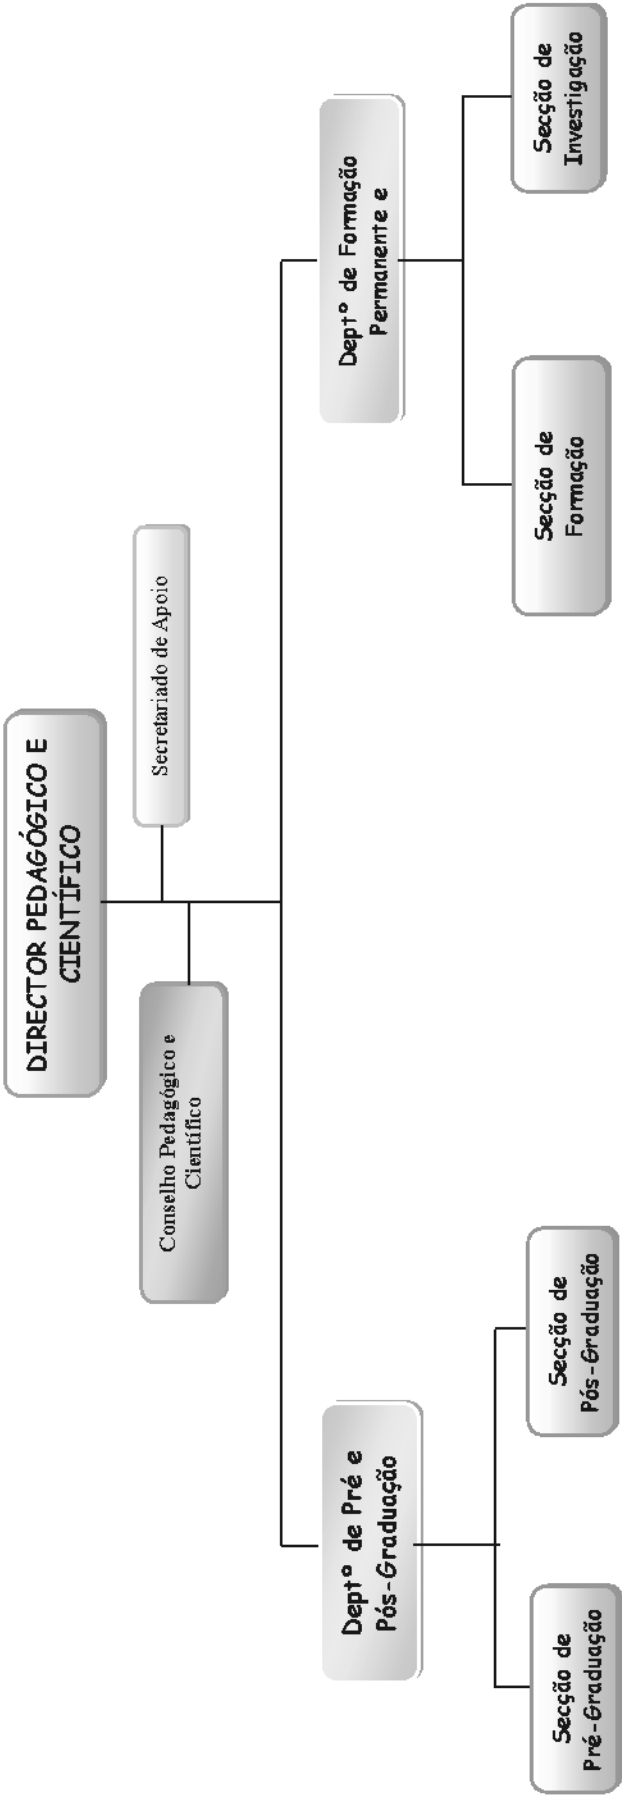 DIRECTOR PEDAGÓGICO E
CIENTÍFICO
Secretariado de Apoio
Conselho Pedagógico e
Científico
Deptº de Pré e
Pós-Graduação
Deptº de Formação
Permanente e
Secção de
Pré-Graduação
Secção de
Pós-Graduação
Secção de
Formação
Secção de
Investigação